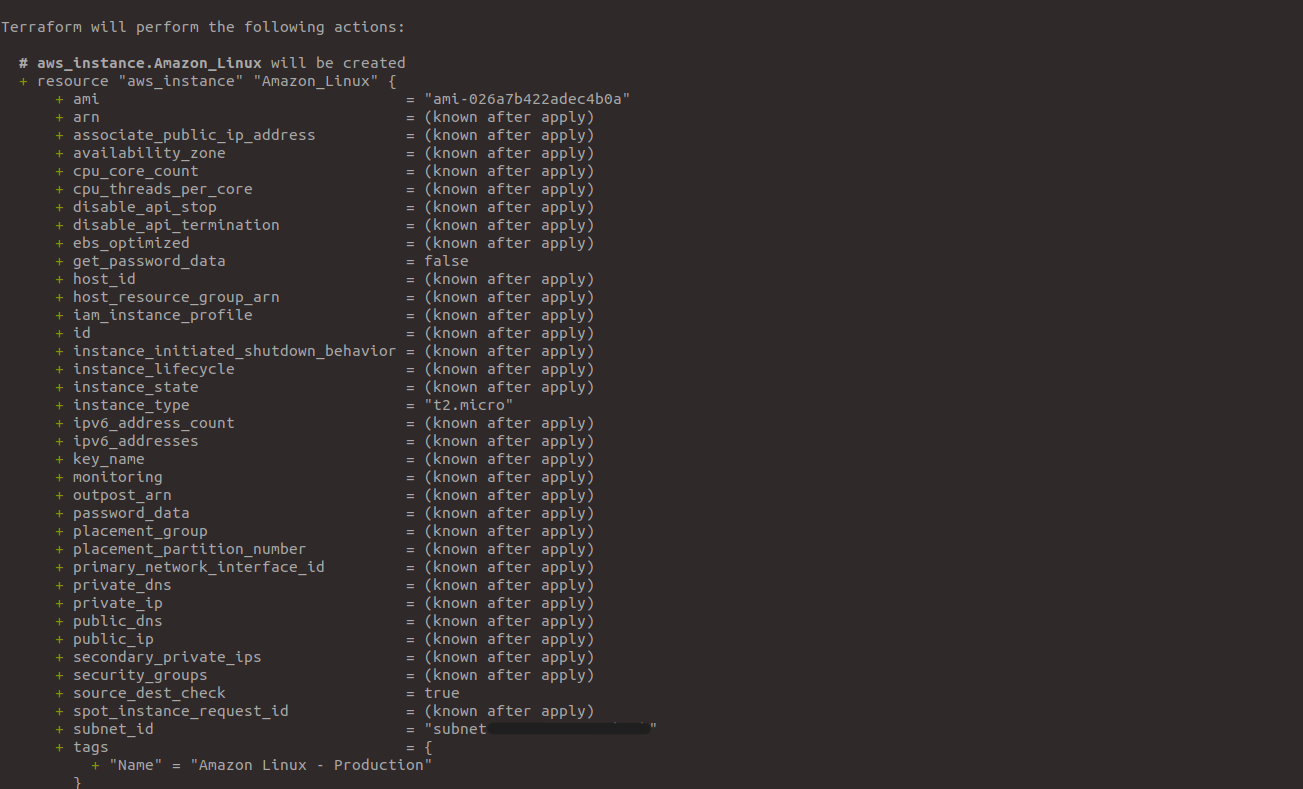 Terraform will perform the following actions:
# aws_instance.Amazon_Linux will be created
+ resource "aws_instance" "Amazon_Linux" {
+ ami = "ami-026a7b422adec4b0a"
+ arn = (known after apply)
+ associate_public_ip_address = (known after apply)
+ availability_zone = (known after apply)
+ cpu_core_count = (known after apply)
+ cpu_threads_per_core = (known after apply)
+ disable_api_stop = (known after apply)
+ disable_api_termination = (known after apply)
+ ebs_optimized = (known after apply)
+ get_password_data = false
+ host_id = (known after apply)
+ host_resource_group_arn = (known after apply)
+ iam_instance_profile = (known after apply)
+ id = (known after apply)
+ instance_initiated_shutdown_behavior = (known after apply)
+ instance_lifecycle = (known after apply)
+ instance_state = (known after apply)
+ instance_type = "t2.micro"
+ ipv6_address_count = (known after apply)
+ ipv6_addresses = (known after apply)
+ key_name = (known after apply)
+ monitoring = (known after apply)
+ outpost_arn = (known after apply)
+ password_data = (known after apply)
+ placement_group = (known after apply)
+ placement_partition_number = (known after apply)
+ primary_network_interface_id = (known after apply)
+ private_dns = (known after apply)
+ private_ip = (known after apply)
+ public_dns = (known after apply)
+ public_ip = (known after apply)
+ secondary_private_ips = (known after apply)
+ security_groups = (known after apply)
+ source_dest_check = true
+ spot_instance_request_id = (known after apply)
+ subnet_id = "subnet"
+ tags = {
+ "Name" = "Amazon Linux - Production"
}